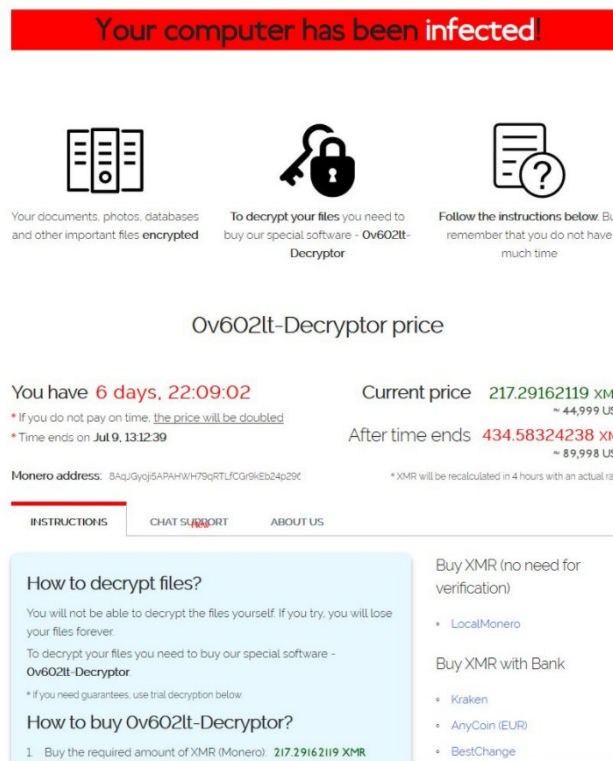 Your computer has been infected!
Your documents, photos, databases
and other important files encrypted
To decrypt your files you need to
buy our special software - 0v602lt-
Decryptor
Follow the instructions below. Bu
remember that you do not have
much time
0v602lt-Decryptor price
You have 6 days, 22:09:02
* If you do not pay on time, the price will be doubled
* Time ends on Jul 9, 13:12:39
Current price 217.29162119 XM
≈ 44,999 US
After time ends 434.58324238 XM
≈ 89,998 US
Monero address:
* XMR will be recalculated in 4 hours with an actual ra
INSTRUCTIONS
CHAT SUPPORT
New
ABOUT US
How to decrypt files?
You will not be able to decrypt the files yourself. If you try, you will lose
your files forever.
To decrypt your files you need to buy our special software -
0v602lt-Decryptor.
* If you need guarantees, use trial decryption below.
How to buy 0v602lt-Decryptor?
1. Buy the required amount of XMR (Monero): 217.29162119 XMR
Buy XMR (no need for
verification)
LocalMonero
Buy XMR with Bank
Kraken
AnyCoin (EUR)
BestChange